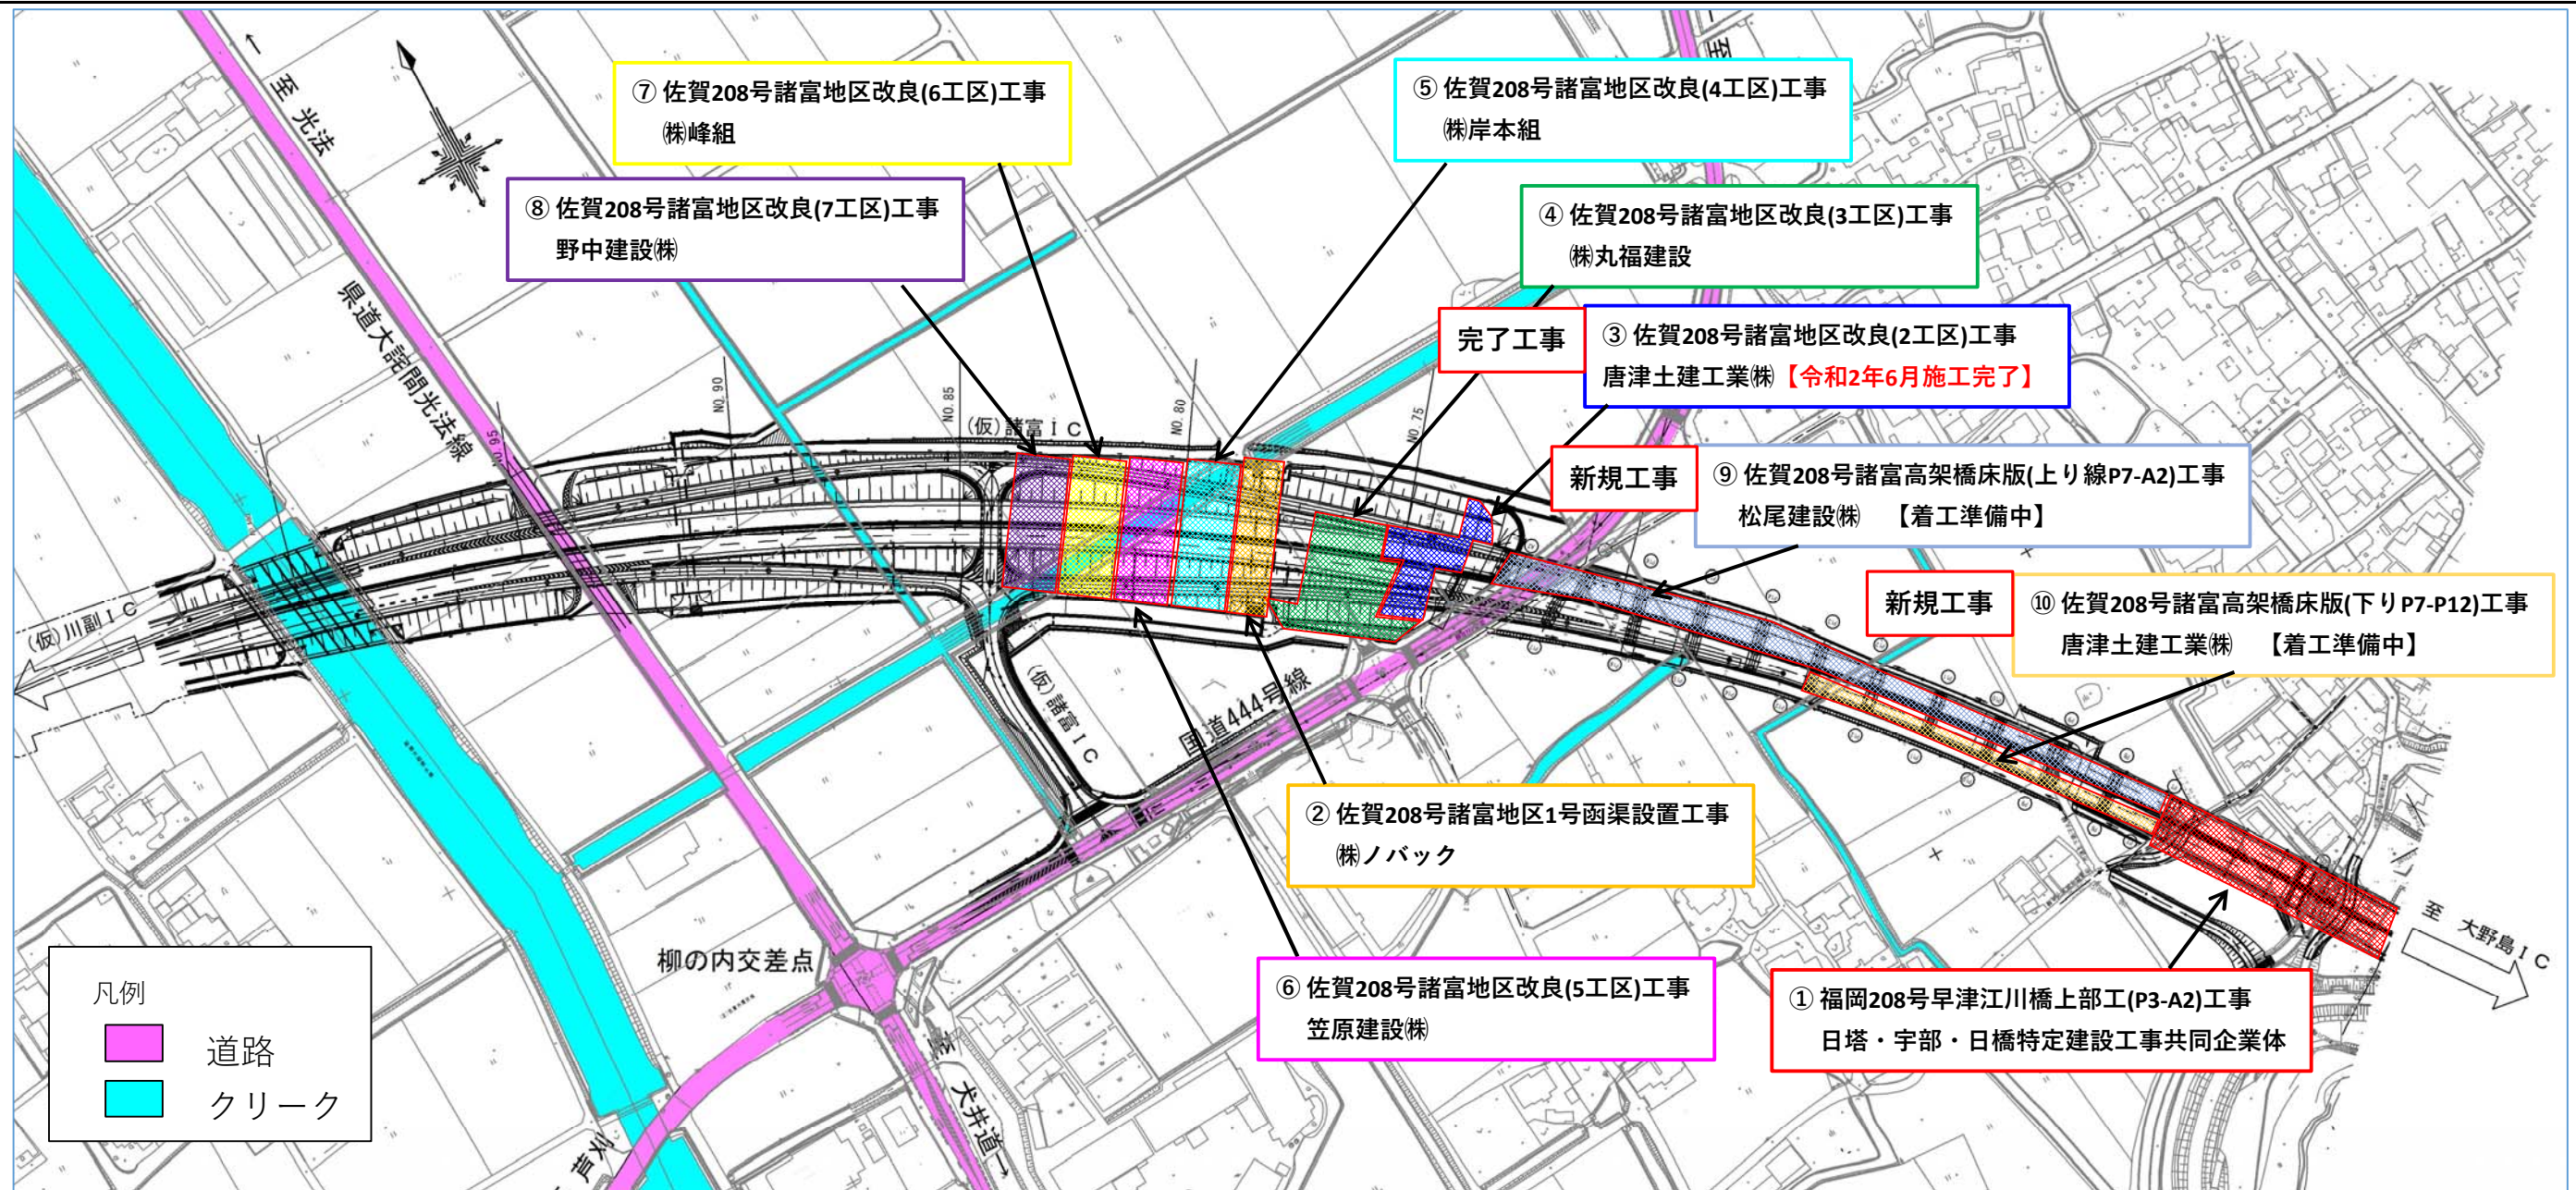 ⑦ 佐賀208号諸富地区改良(6工区)工事
㈱峰組
⑤ 佐賀208号諸富地区改良(4工区)工事
㈱岸本組
⑧ 佐賀208号諸富地区改良(7工区)工事
野中建設㈱
④ 佐賀208号諸富地区改良(3工区)工事
㈱丸福建設
完了工事
③ 佐賀208号諸富地区改良(2工区)工事
唐津土建工業㈱【令和2年6月施工完了】
新規工事
⑨ 佐賀208号諸富高架橋床版(上り線P7-A2)工事
松尾建設㈱ 【着工準備中】
新規工事
⑩ 佐賀208号諸富高架橋床版(下りP7-P12)工事
唐津土建工業㈱ 【着工準備中】
② 佐賀208号諸富地区1号函渠設置工事
㈱ノバック
⑥ 佐賀208号諸富地区改良(5工区)工事
笠原建設㈱
① 福岡208号早津江川橋上部工(P3-A2)工事
日塔・宇部・日橋特定建設工事共同企業体
←至 光法
至
県道大詫間光法線
NO.95
NO.90
NO.85
NO.80
NO.75
(仮)諸富IC
(仮)川副IC
(仮)諸富IC
国道444号線
柳の内交差点
至 大野島IC
犬井道→
芦刈
凡例
道路
クリーク